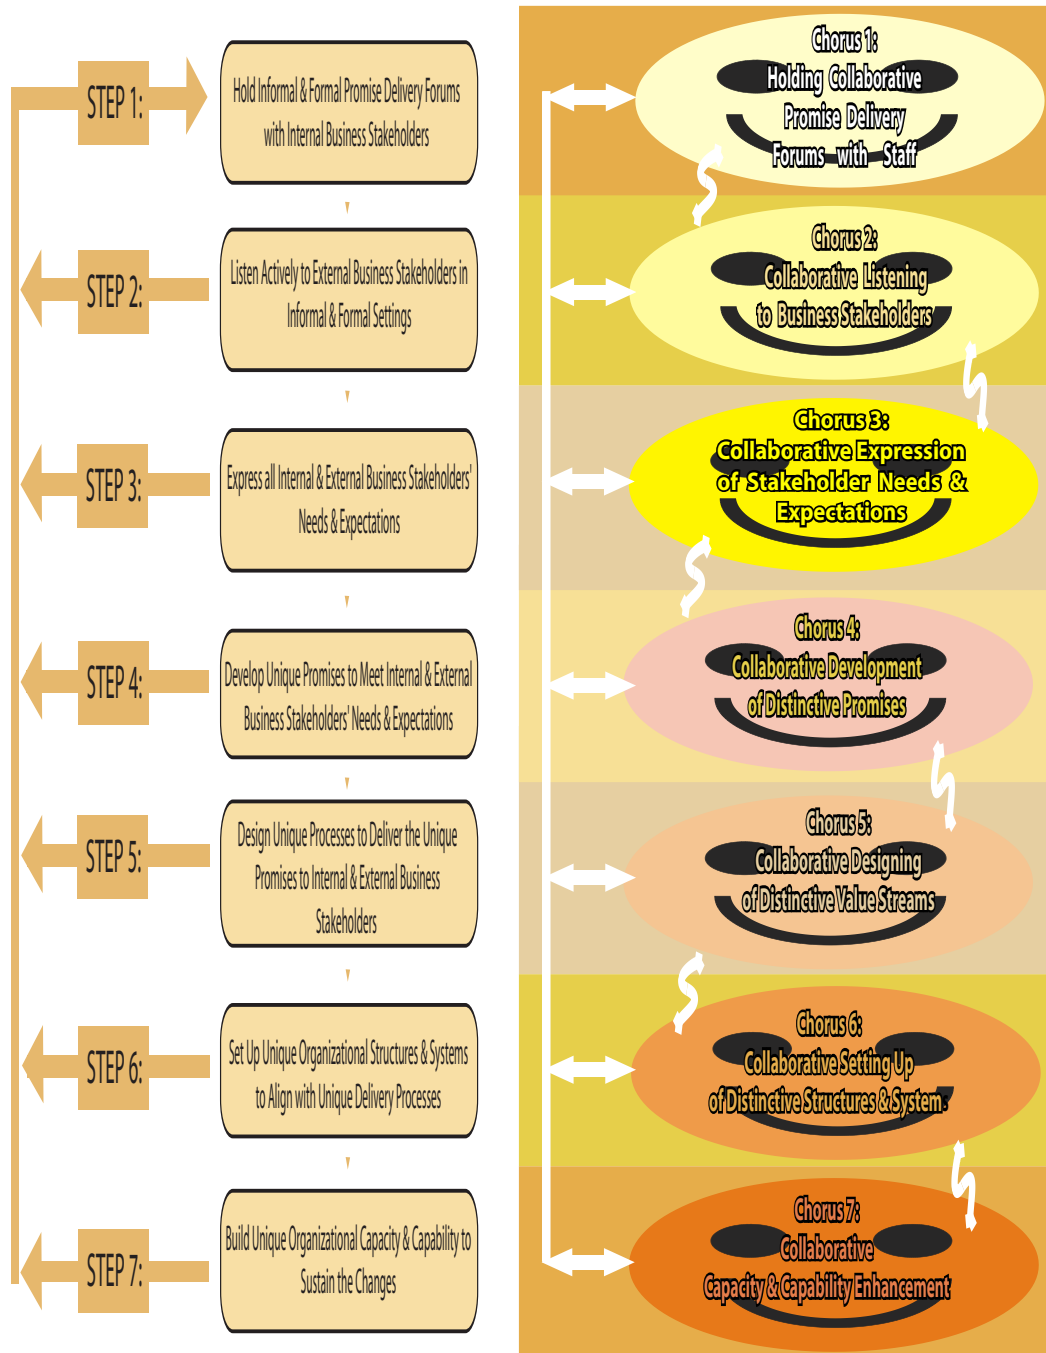 STEP 1:
Hold Informal & Formal Promise Delivery Forums
with Internal Business Stakeholders
STEP 2:
Listen Actively to External Business Stakeholders in
Informal & Formal Settings
STEP 3:
Express all Internal & External Business Stakeholders'
Needs & Expectations
STEP 4:
Develop Unique Promises to Meet Internal & External
Business Stakeholders' Needs & Expectations
STEP 5:
Design Unique Processes to Deliver the Unique
Promises to Internal & External Business
Stakeholders
STEP 6:
Set Up Unique Organizational Structures & Systems
to Align with Unique Delivery Processes
STEP 7:
Build Unique Organizational Capacity & Capability to
Sustain the Changes
Chorus 1:
Holding Collaborative
Promise Delivery
Forums with Staff
Chorus 2:
Collaborative Listening
to Business Stakeholders
Chorus 3:
Collaborative Expression
of Stakeholder Needs &
Expectations
Chorus 4:
Collaborative Development
of Distinctive Promises
Chorus 5:
Collaborative Designing
of Distinctive Value Streams
Chorus 6:
Collaborative Setting Up
of Distinctive Structures & Systems
Chorus 7:
Collaborative
Capacity & Capability Enhancement